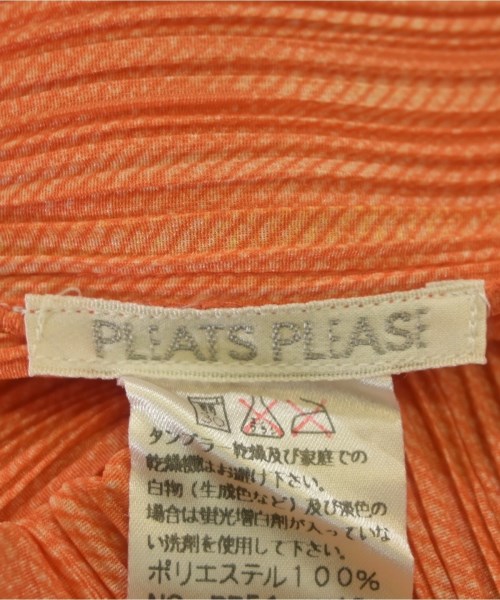 PLEATS PLEASE
タンブラー乾燥及び家庭での
乾燥機はお避け下さい。
白物（生成色など）及び淡色の
場合は蛍光増白剤が入っていな
い洗剤を使用して下さい。
ポリエステル100%